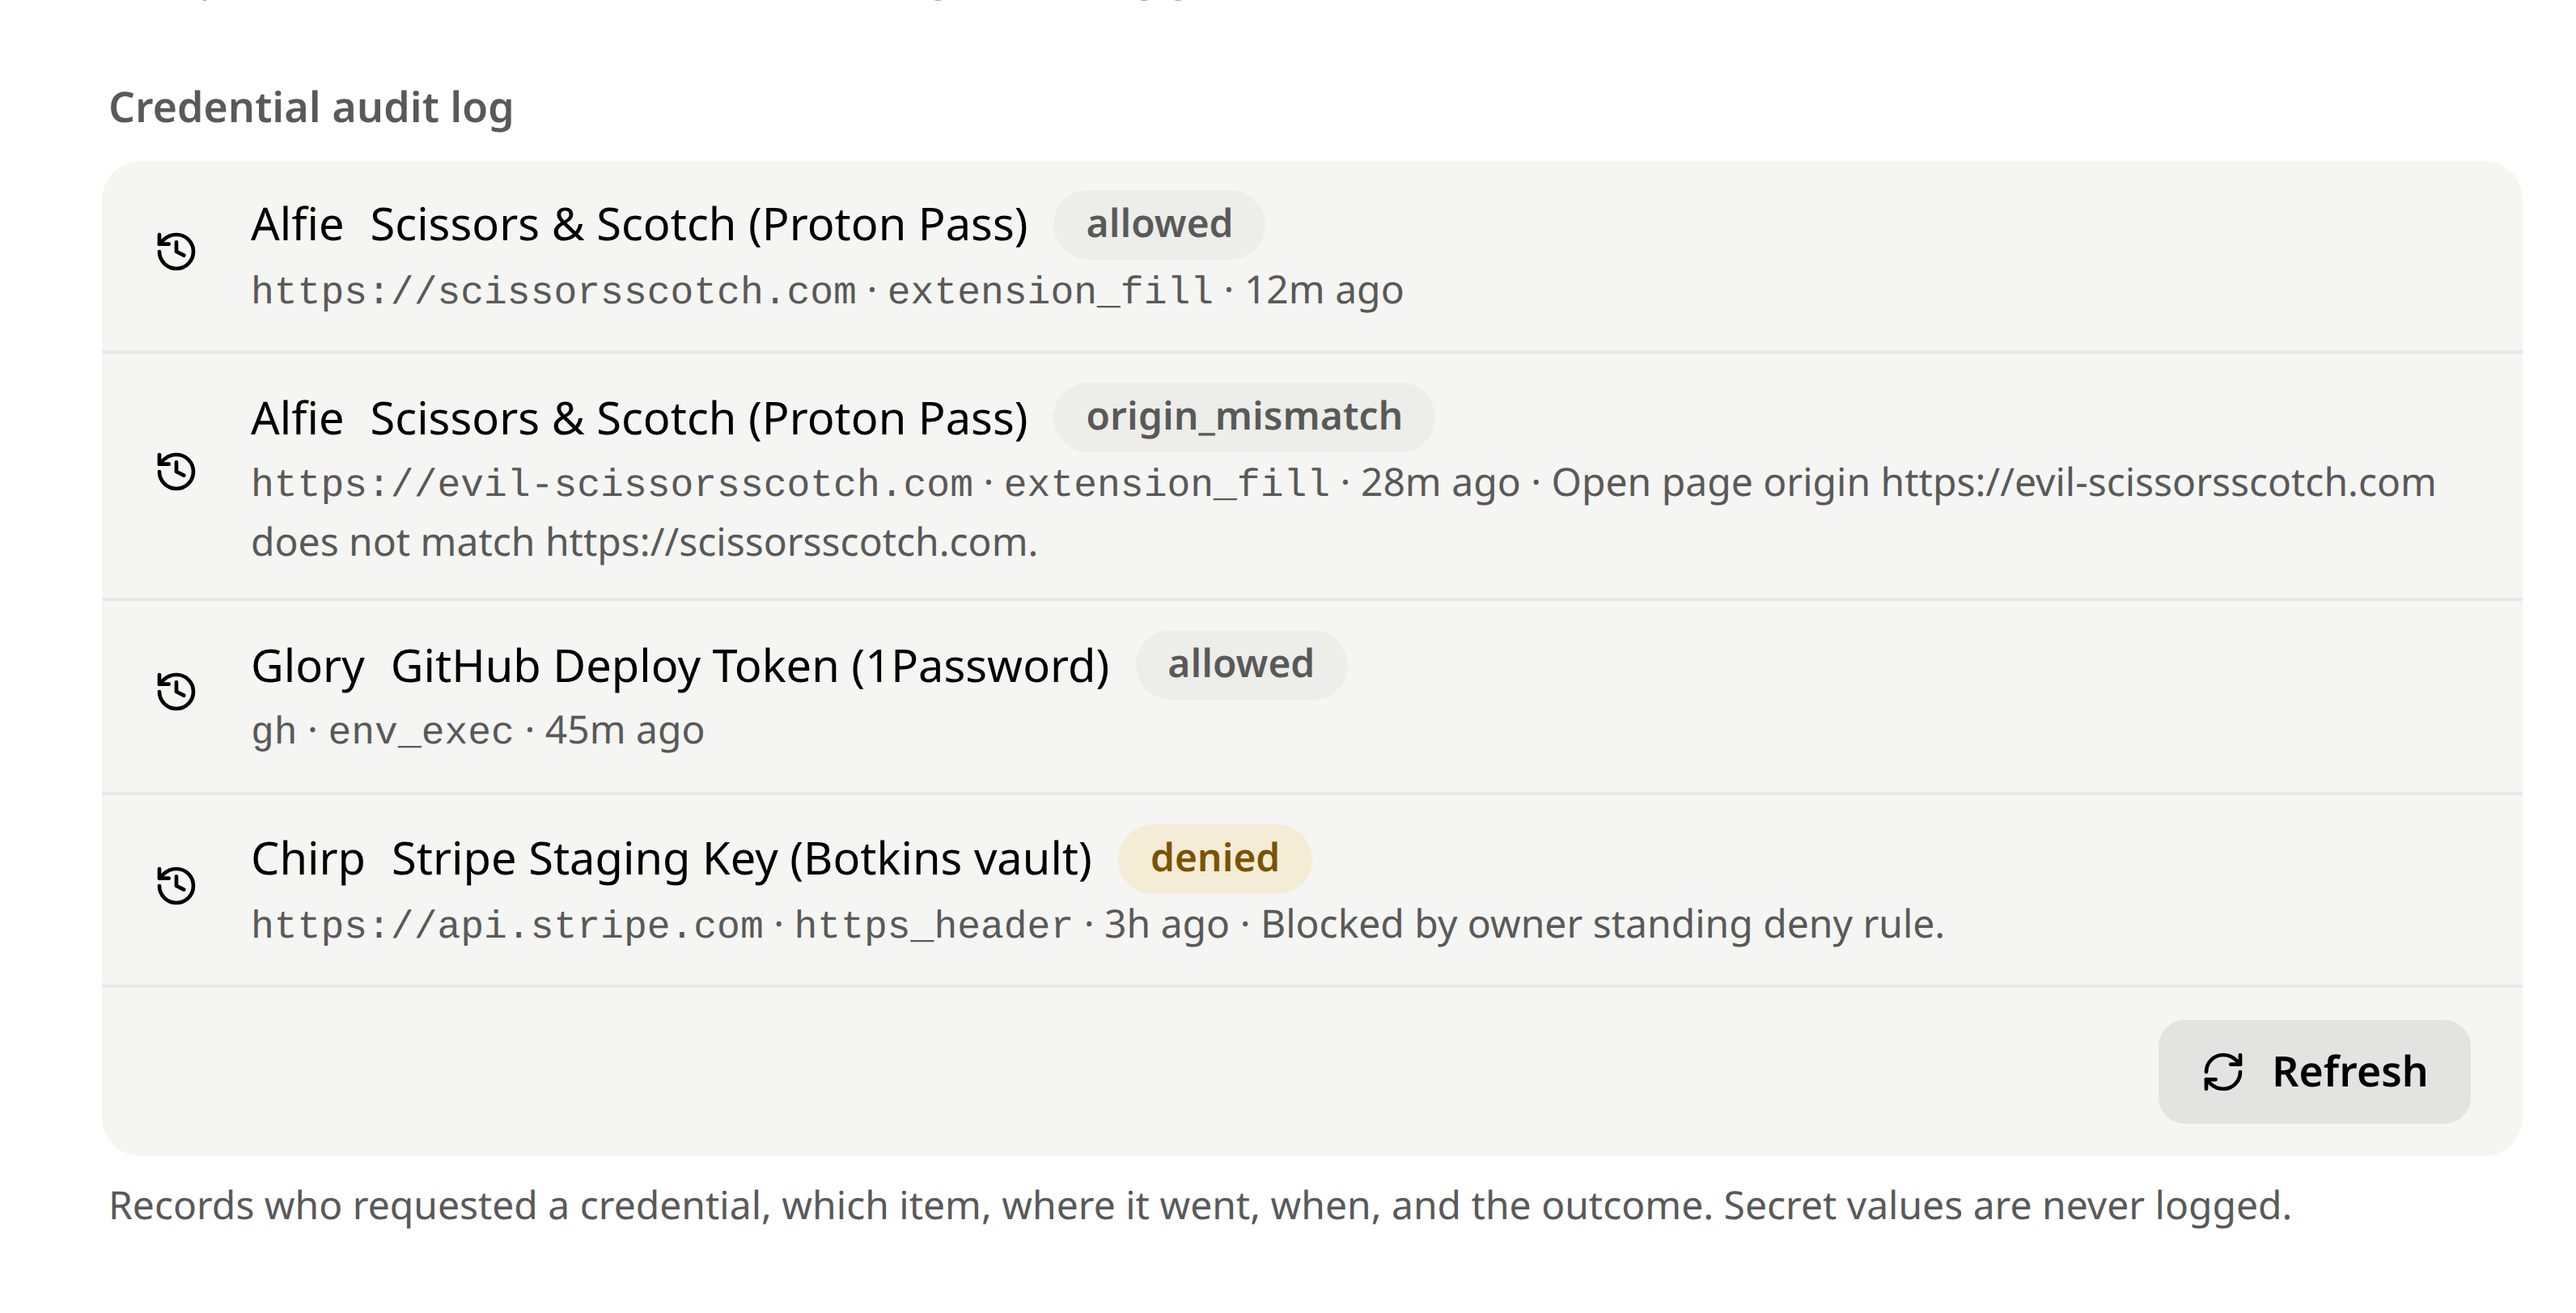 Credential audit log
Alfie Scissors & Scotch (Proton Pass) allowed
https://scissorsscotch.com · extension_fill · 12m ago
Alfie Scissors & Scotch (Proton Pass) origin_mismatch
https://evil-scissorsscotch.com · extension_fill · 28m ago · Open page origin https://evil-scissorsscotch.com
does not match https://scissorsscotch.com.
Glory GitHub Deploy Token (1Password) allowed
gh · env_exec · 45m ago
Chirp Stripe Staging Key (Botkins vault) denied
https://api.stripe.com · https_header · 3h ago · Blocked by owner standing deny rule.
Refresh
Records who requested a credential, which item, where it went, when, and the outcome. Secret values are never logged.